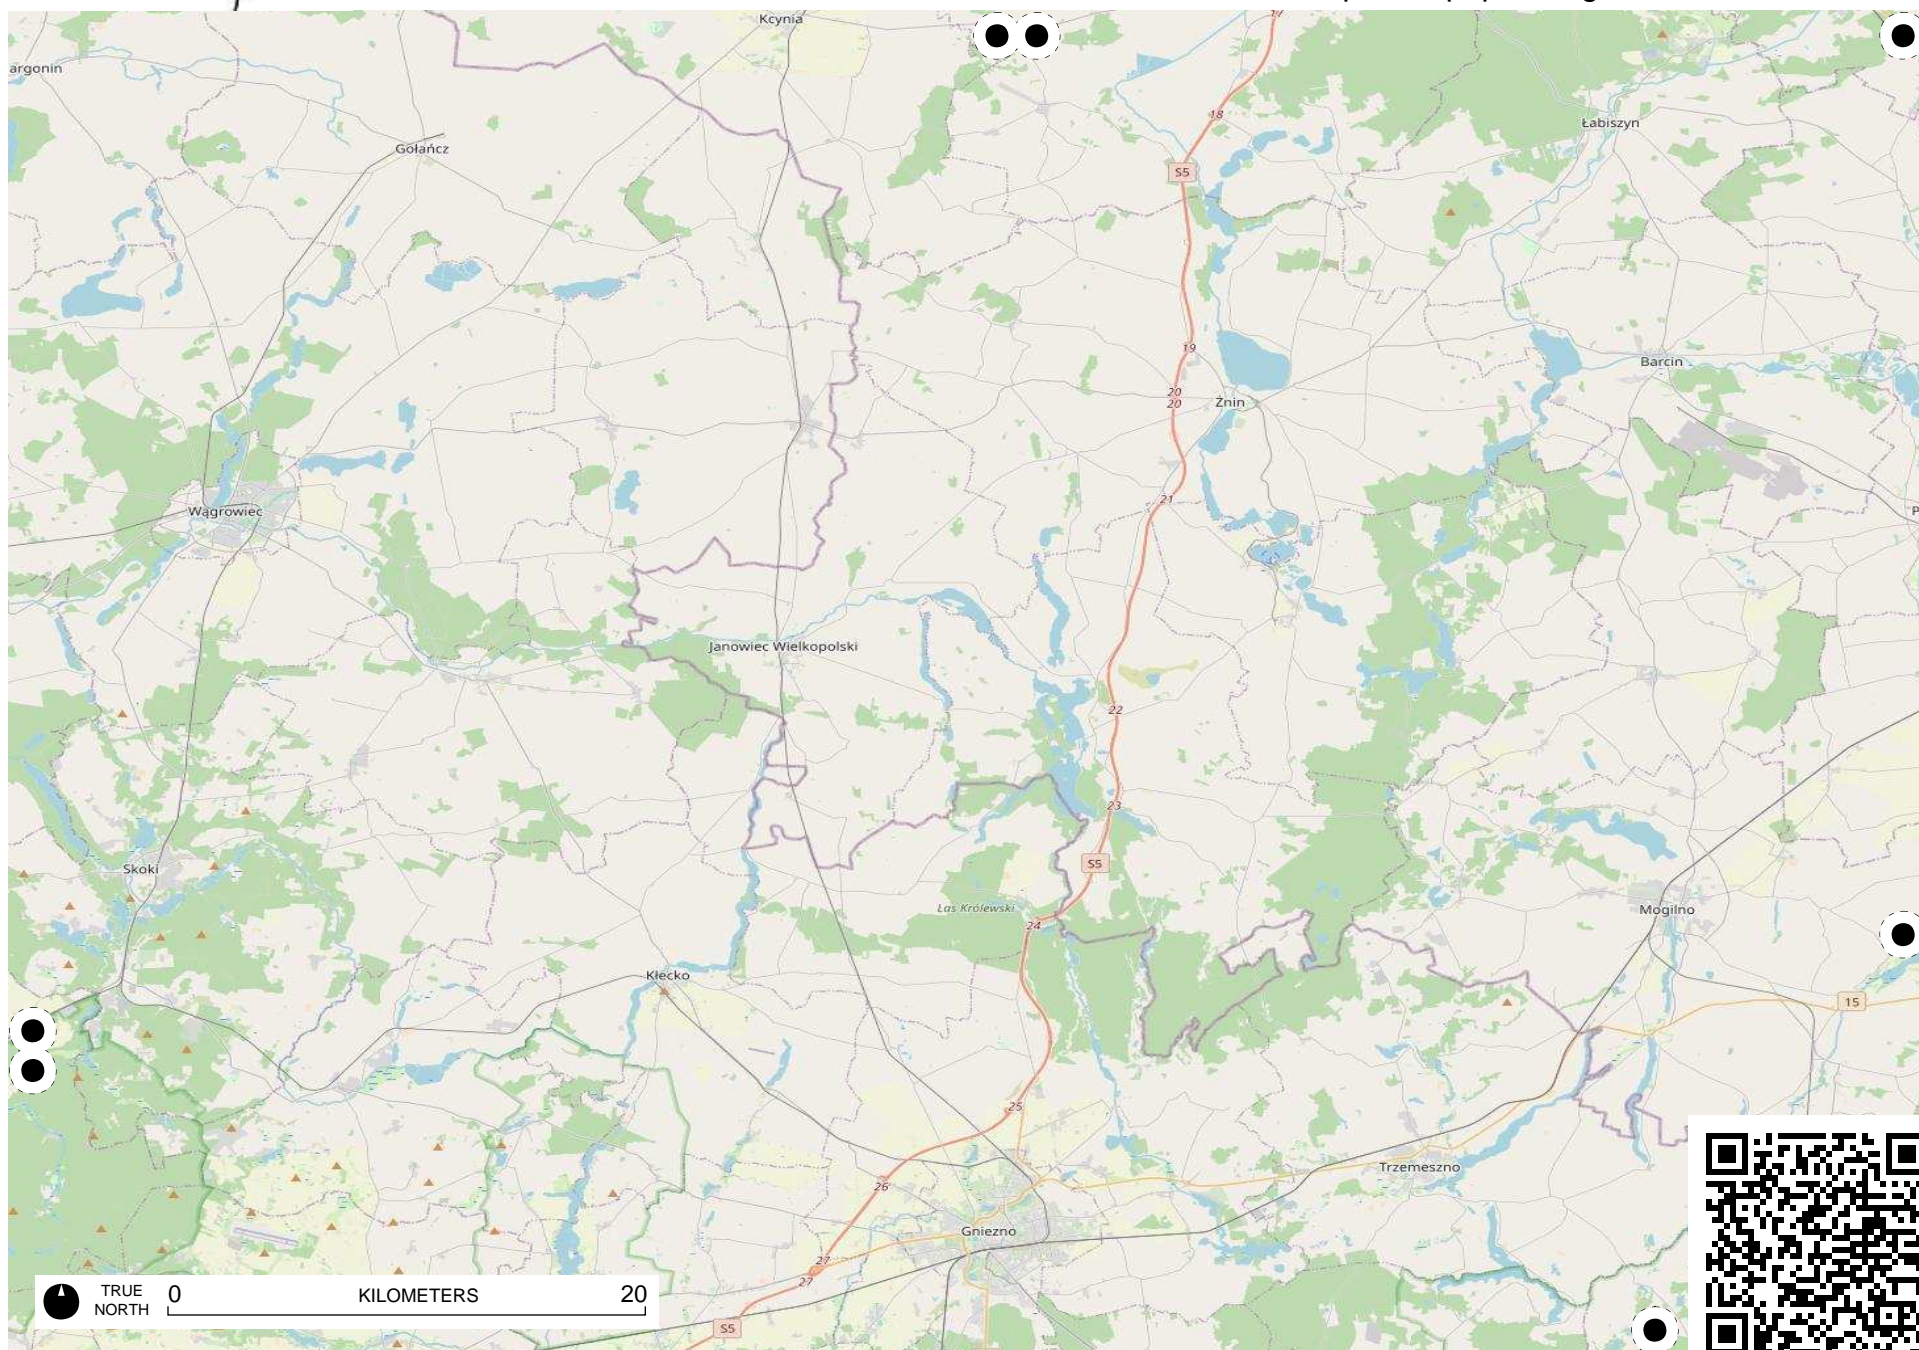 Kcynia
17
argonin
18
Łabiszyn
Gołańcz
S5
19
Barcin
20
20
Żnin
21
Wągrowiec
P
Janowiec Wielkopolski
22
23
S5
Skoki
Las Królewski
Mogilno
24
Kłecko
15
25
Trzemeszno
26
Gniezno
27
27
TRUE NORTH 0 KILOMETERS 20
S5